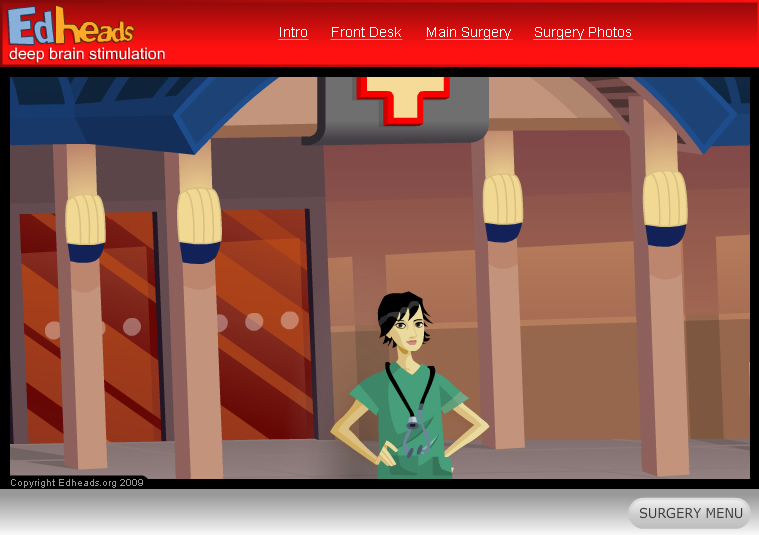 Edheads
deep brain stimulation
Intro Front Desk Main Surgery Surgery Photos
Copyright Edheads.org 2009
SURGERY MENU